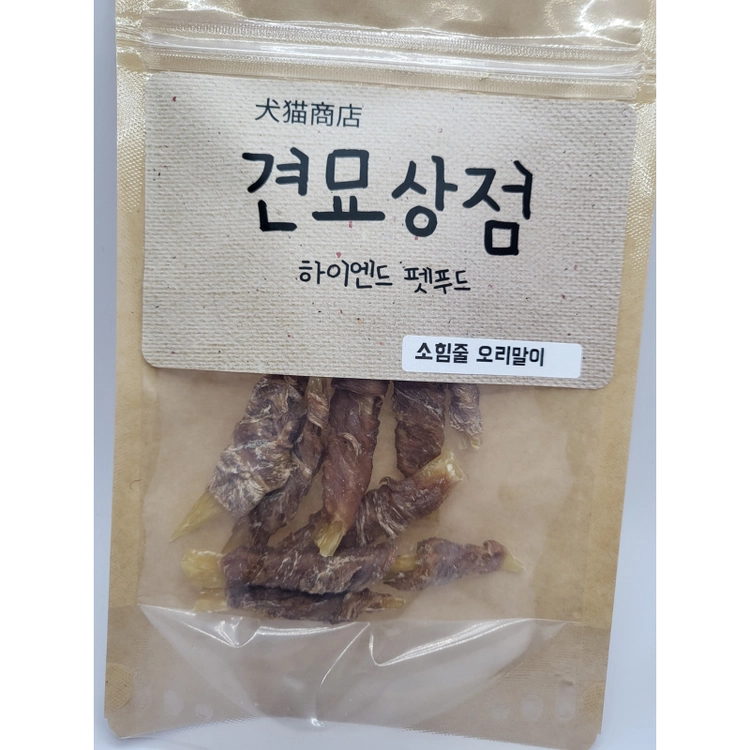 犬猫商店
견묘상점
하이엔드 펫푸드
소힘줄 오리말이